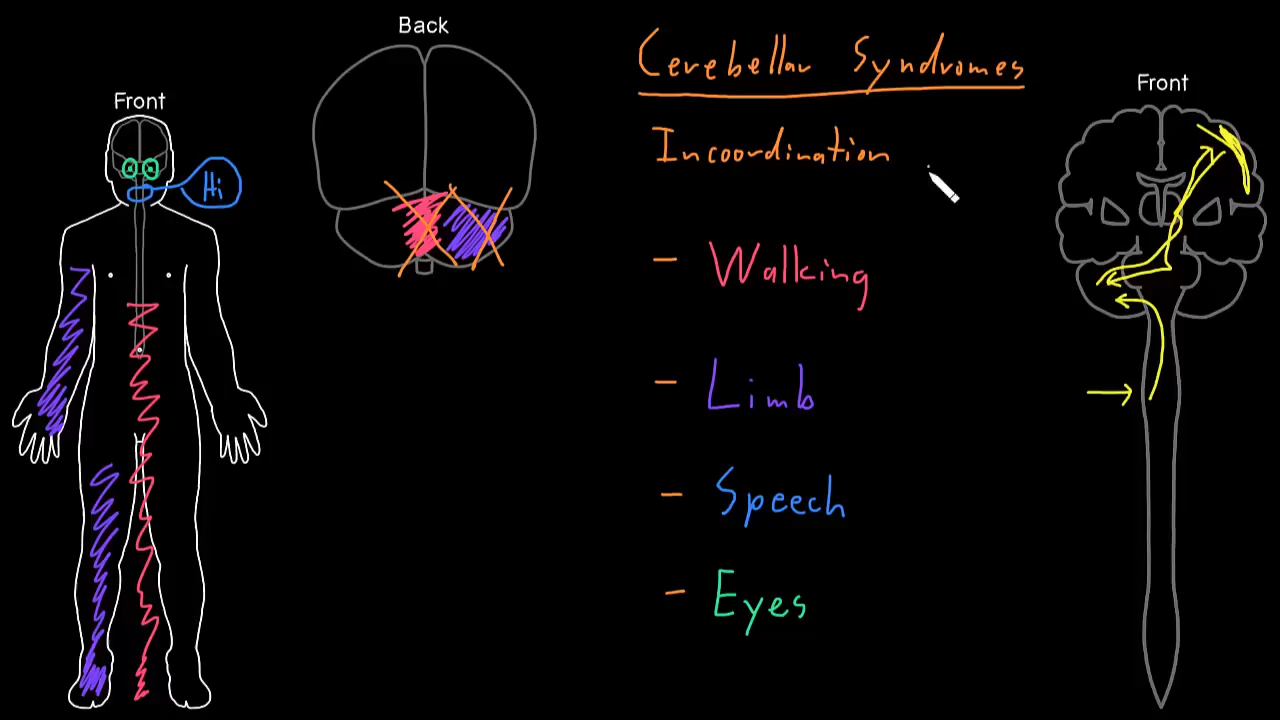 Back
Cerebellar Syndromes
Front
Front
Incoordination
Hi
- Walking
- Limb
- Speech
- Eyes